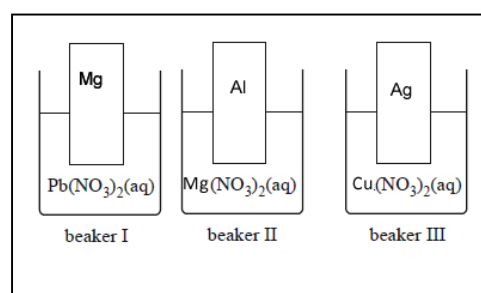 Mg Al Ag
Pb(NO₃)₂(aq) Mg(NO₃)₂(aq) Cu(NO₃)₂(aq)
beaker I beaker II beaker III